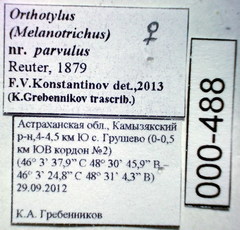 Orthotylus
(Melanotrichus)
nr. parvulus
Reuter, 1879
♀
F.V.Konstantinov det.,2013
(K.Grebennikov trascrib.)
Астраханская обл., Камызякский
р-н,4-4,5 км Ю с. Грушево (0-0,5
км ЮВ кордон №2)
(46° 3' 37,9" С 48° 30' 45,9" В –
46° 3' 24,8" С 48° 31' 4,3" В)
29.09.2012
К.А. Гребенников
000-488